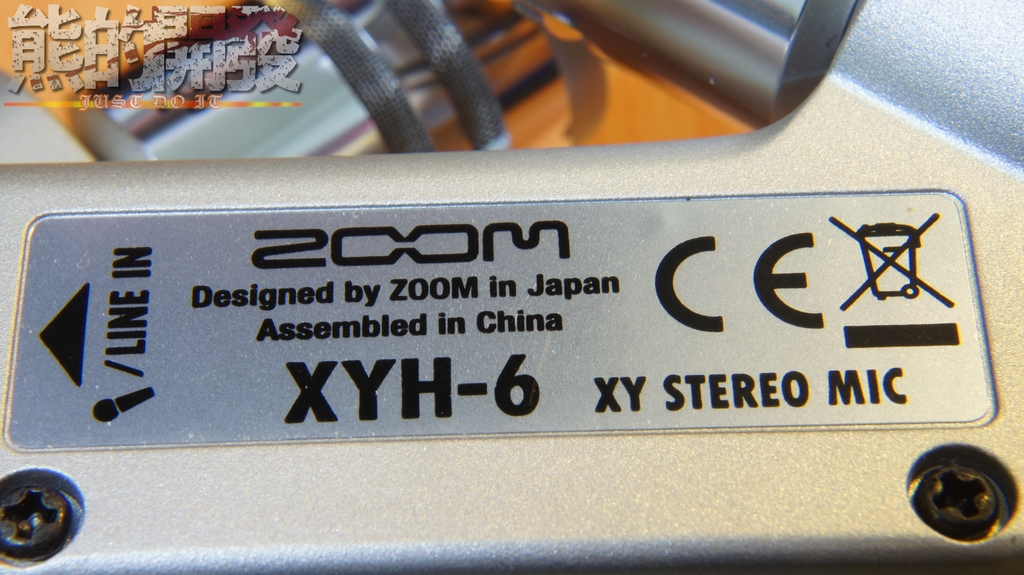 熊的開發
JUST DO IT
ZOOM
Designed by ZOOM in Japan
Assembled in China
XYH-6
XY STEREO MIC
/LINE IN
CE